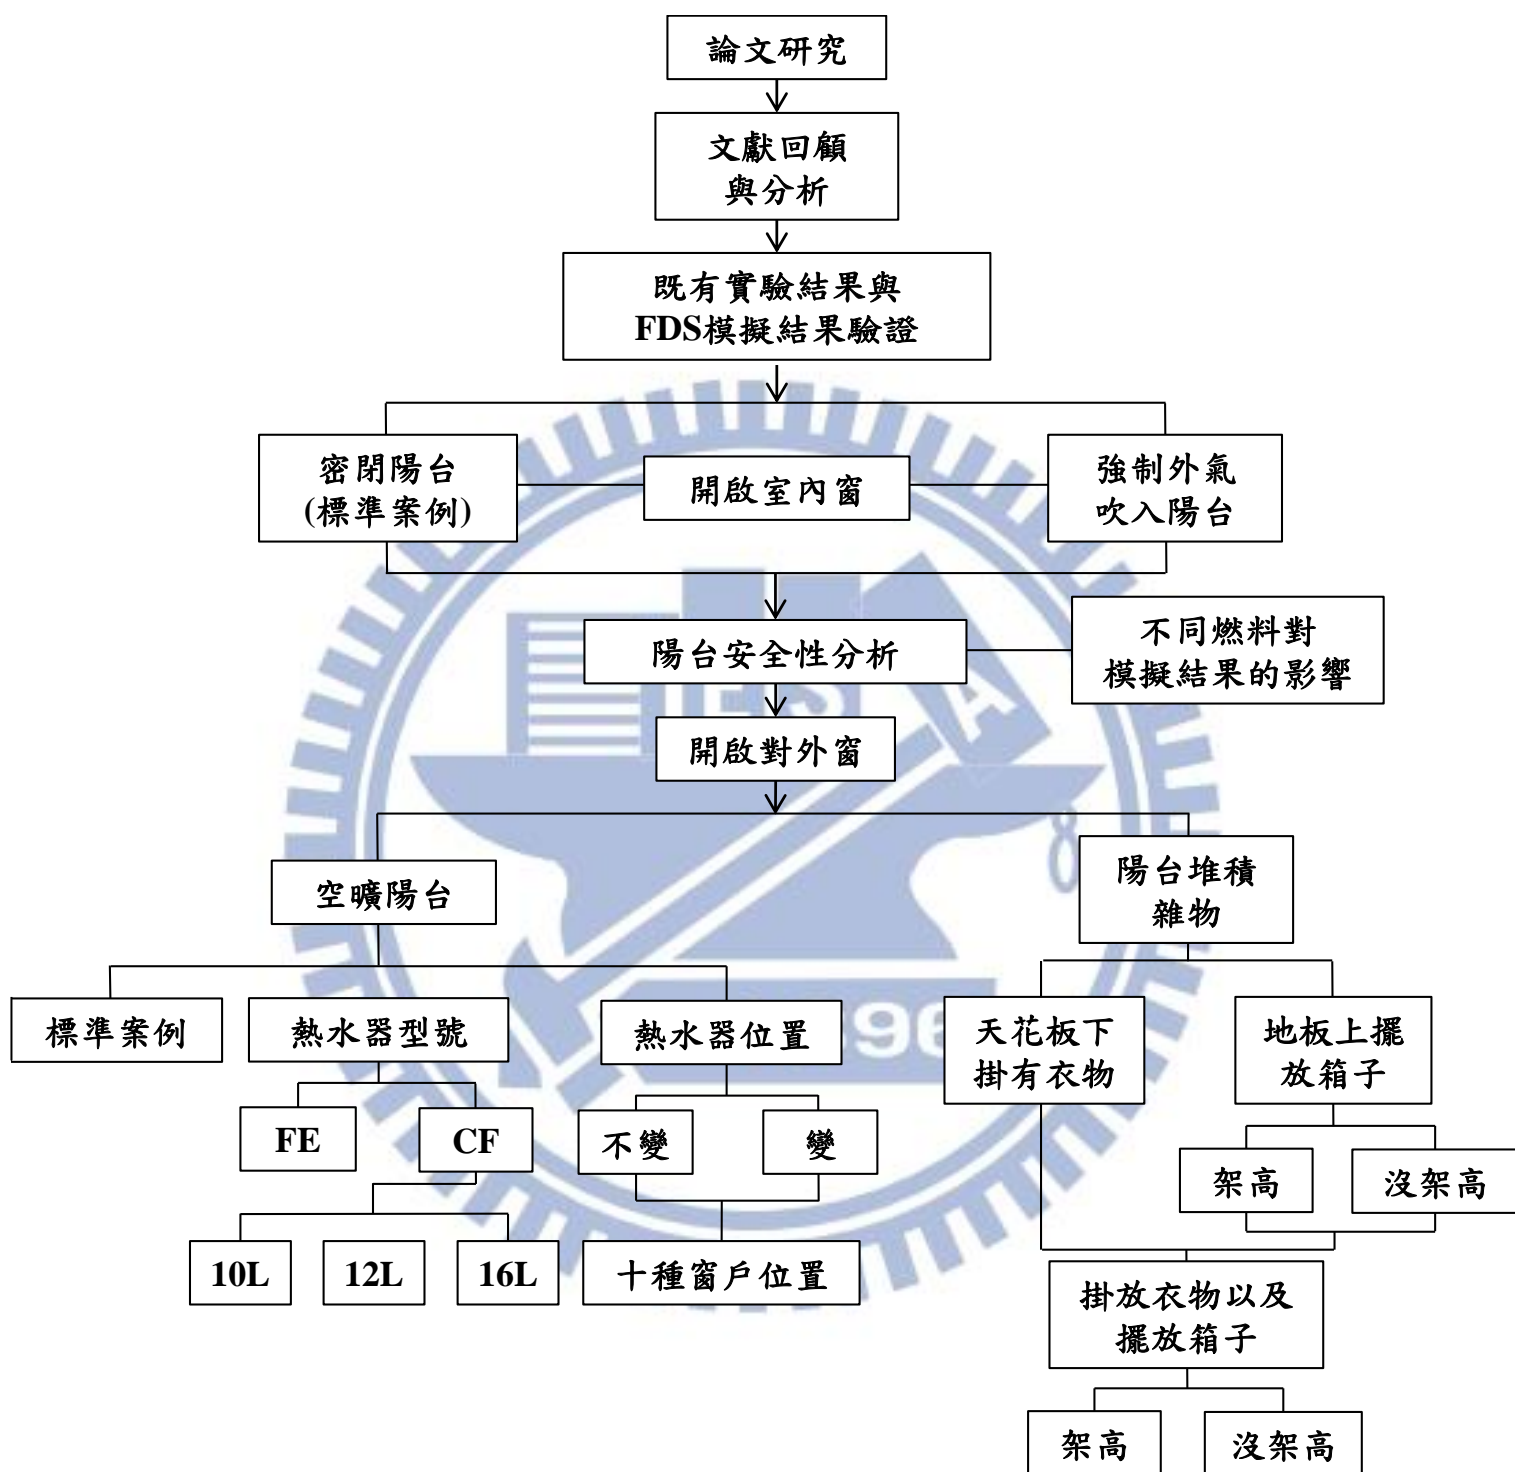 論文研究
文獻回顧
與分析
既有實驗結果與
FDS模擬結果驗證
密閉陽台
(標準案例)
開啟室內窗
強制外氣
吹入陽台
陽台安全性分析
不同燃料對
模擬結果的影響
開啟對外窗
空曠陽台
陽台堆積
雜物
標準案例
熱水器型號
熱水器位置
天花板下
掛有衣物
地板上擺
放箱子
FE
CF
不變
變
架高
沒架高
10L
12L
16L
十種窗戶位置
掛放衣物以及
擺放箱子
架高
沒架高